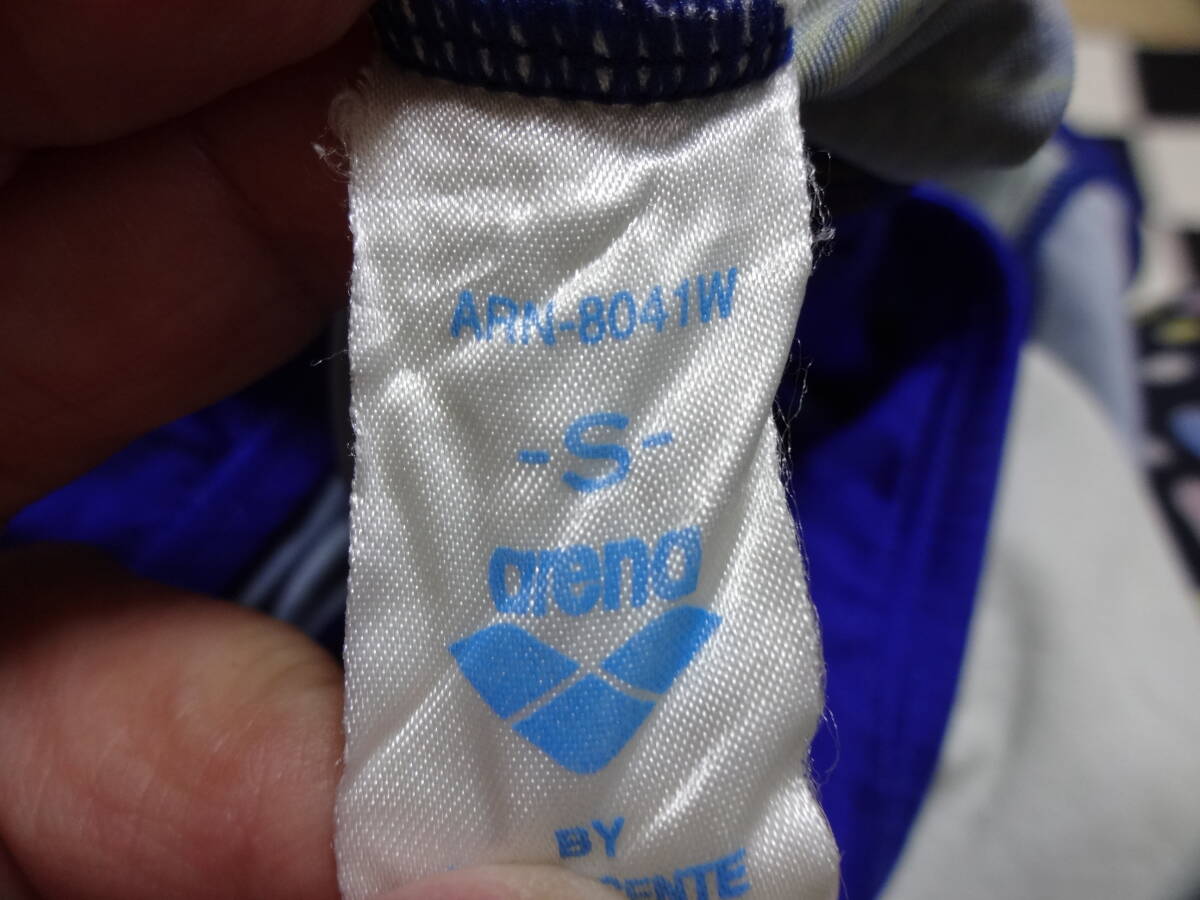 ARN-8041W
-S-
arena
BY